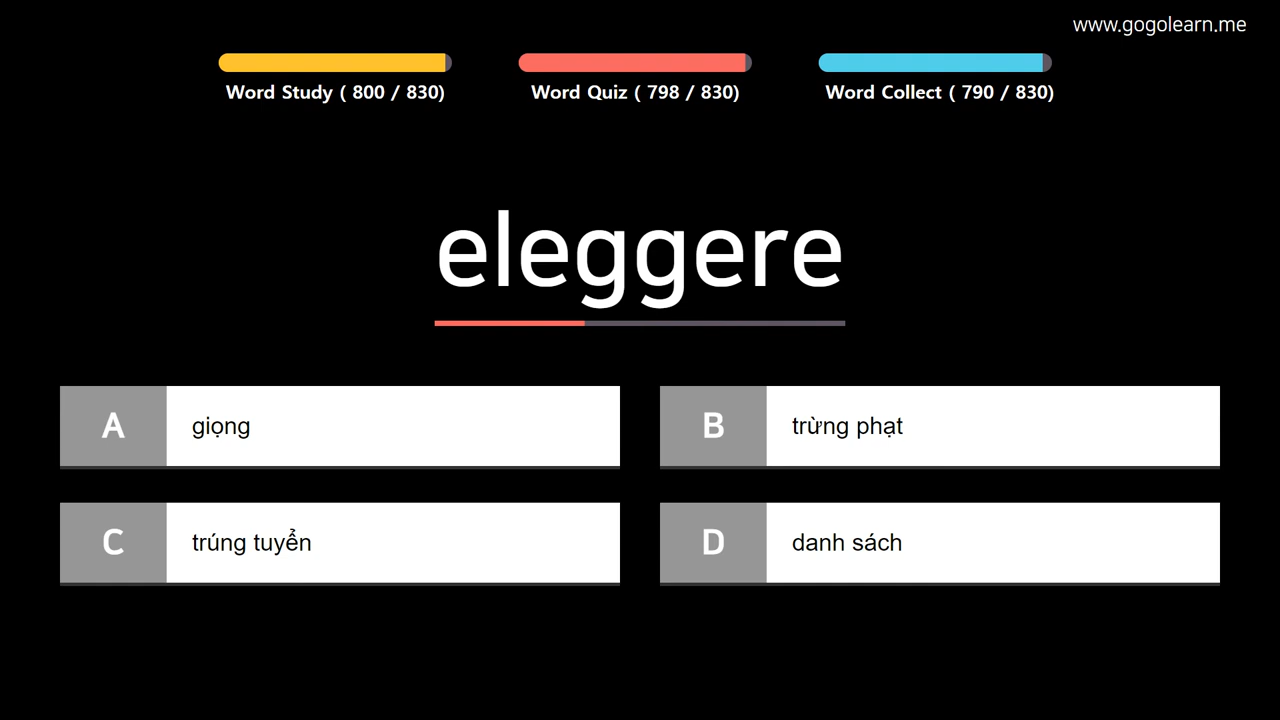 www.gogolearn.me
Word Study ( 800 / 830)
Word Quiz ( 798 / 830)
Word Collect ( 790 / 830)
eleggere
A
giọng
B
trừng phạt
C
trúng tuyển
D
danh sách